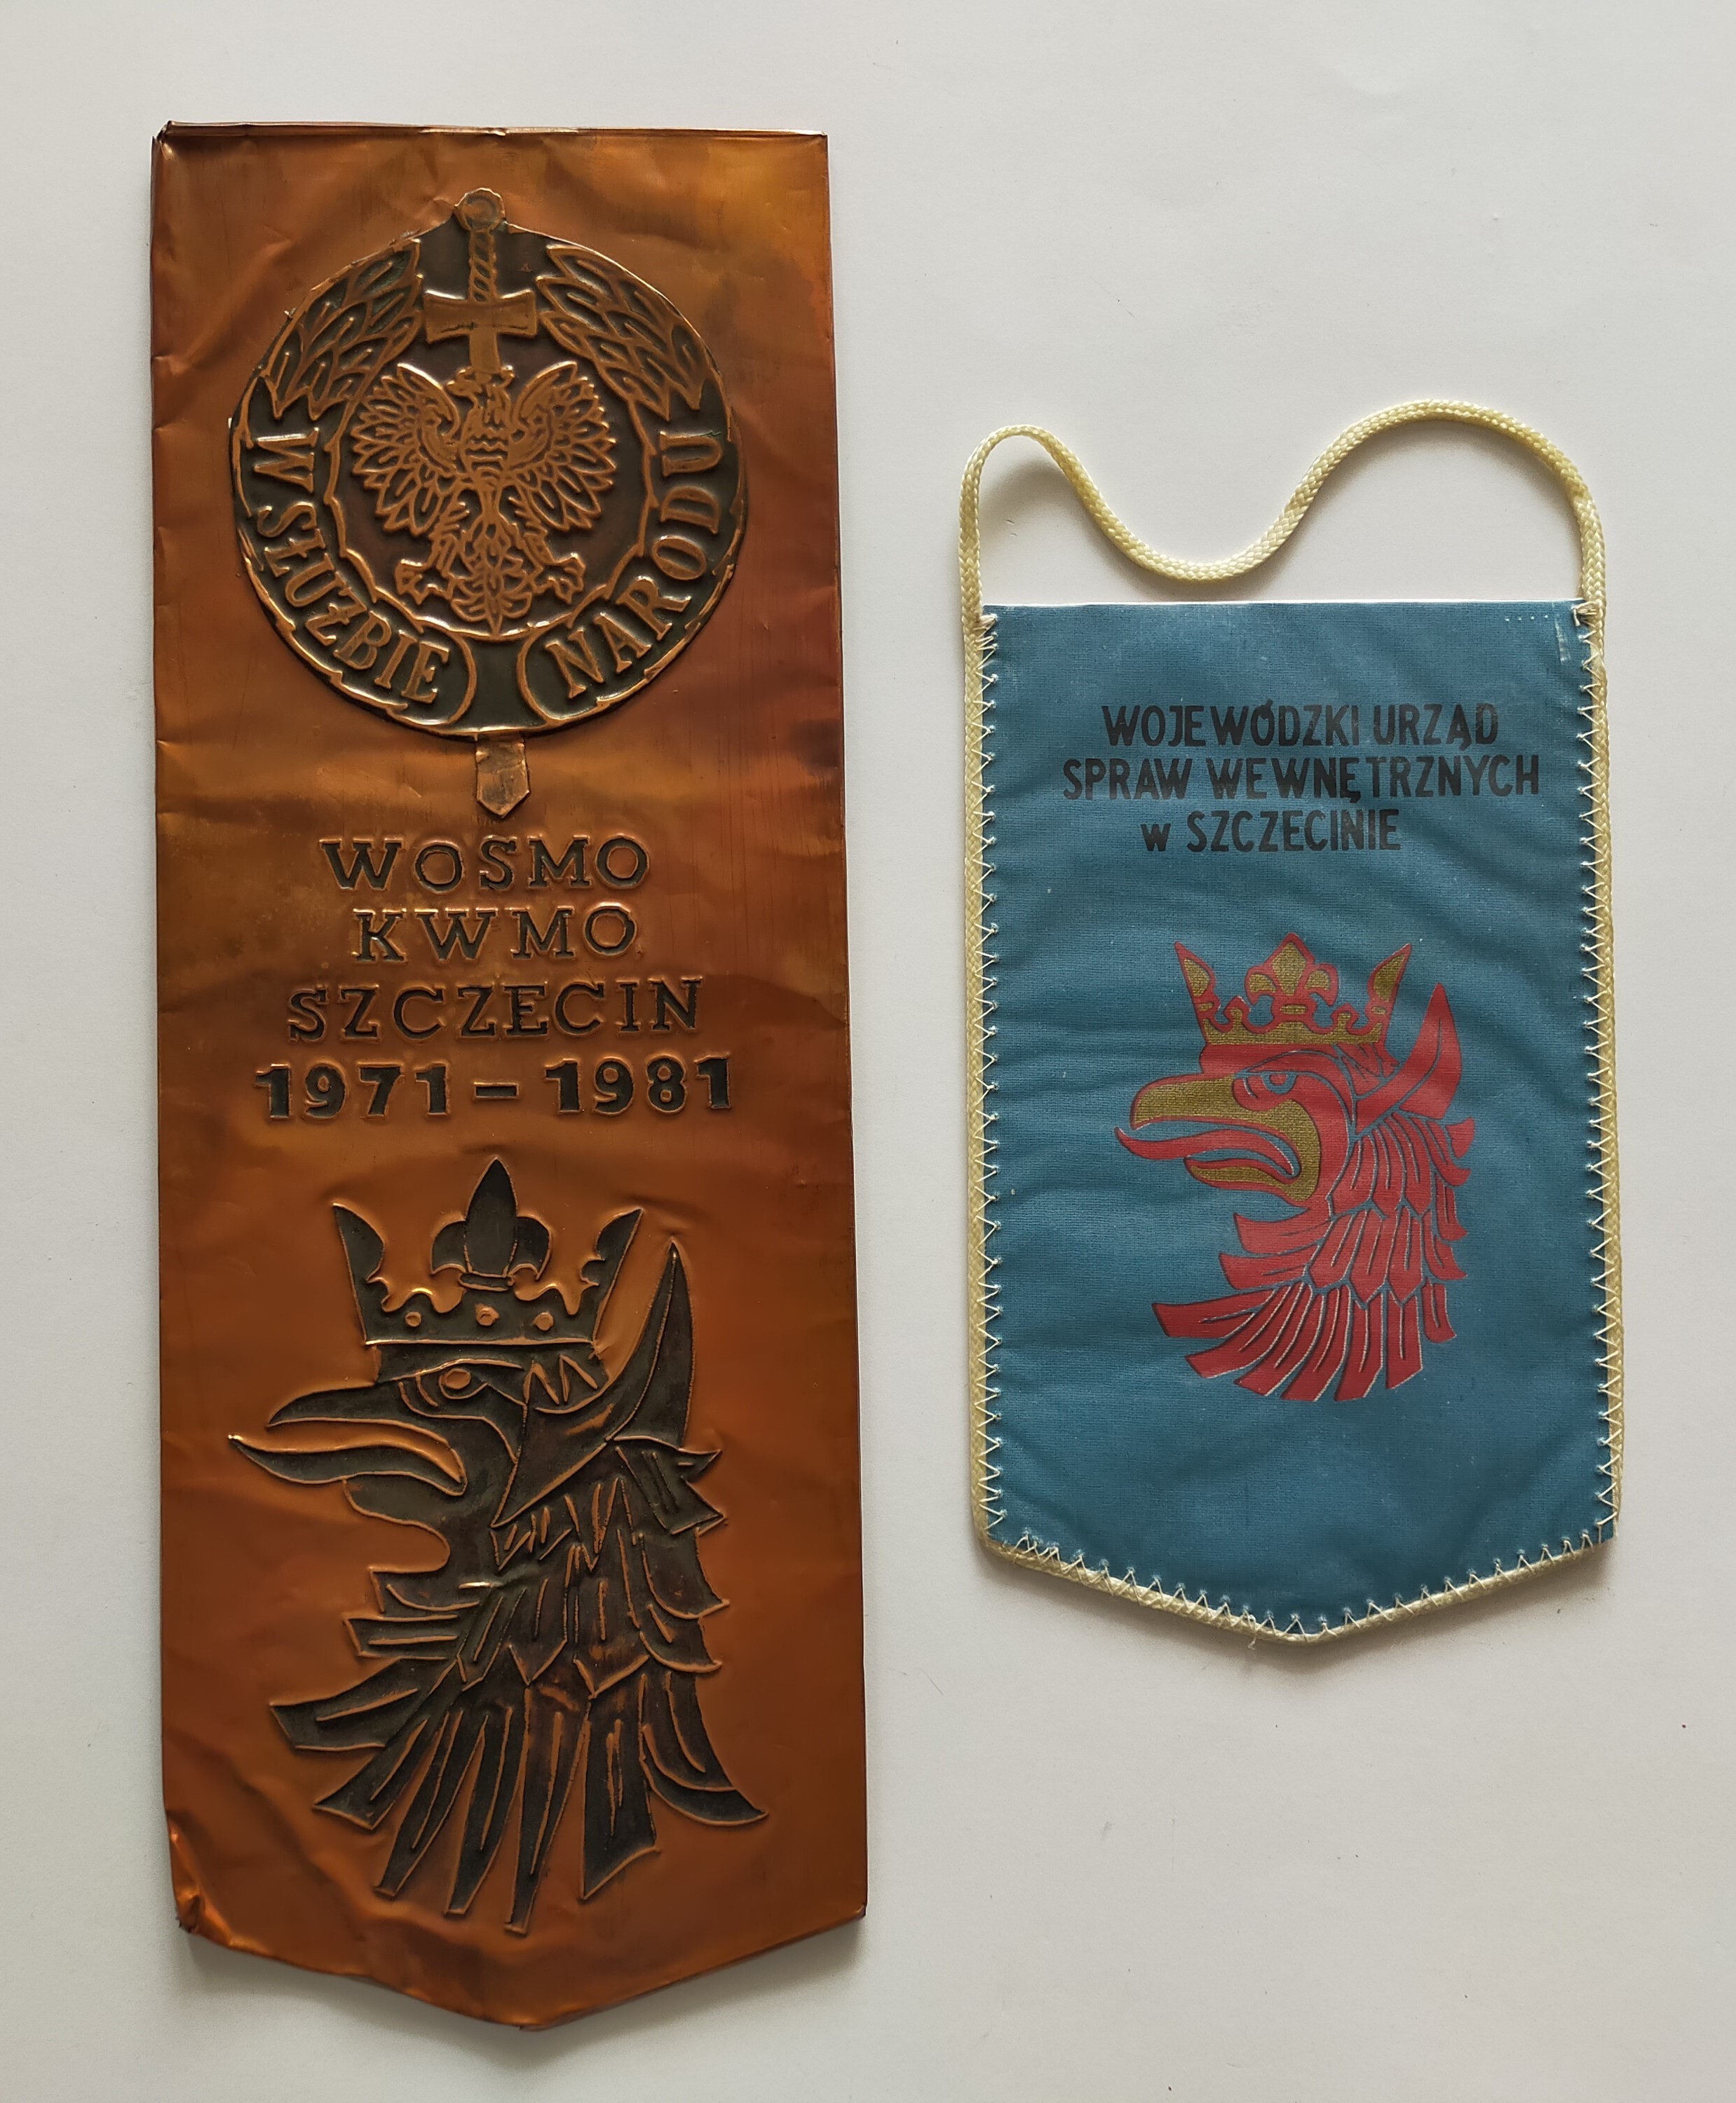 W SŁUŻBIE NARODU
WOSMO
KWMO
SZCZECIN
1971 – 1981
WOJEWÓDZKI URZĄD
SPRAW WEWNĘTRZNYCH
w SZCZECINIE